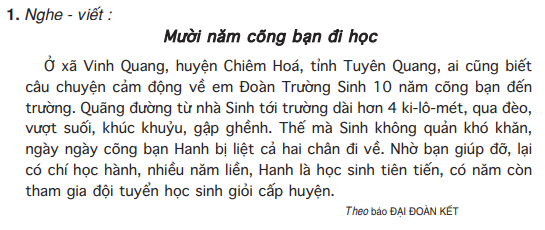 1. Nghe - viết :
Mười năm cõng bạn đi học
Ở xã Vinh Quang, huyện Chiêm Hoá, tỉnh Tuyên Quang, ai cũng biết
câu chuyện cảm động về em Đoàn Trường Sinh 10 năm cõng bạn đến
trường. Quãng đường từ nhà Sinh tới trường dài hơn 4 ki-lô-mét, qua đèo,
vượt suối, khúc khuỷu, gập ghềnh. Thế mà Sinh không quản khó khăn,
ngày ngày cõng bạn Hanh bị liệt cả hai chân đi về. Nhờ bạn giúp đỡ, lại
có chí học hành, nhiều năm liền, Hanh là học sinh tiên tiến, có năm còn
tham gia đội tuyển học sinh giỏi cấp huyện.
Theo báo ĐẠI ĐOÀN KẾT